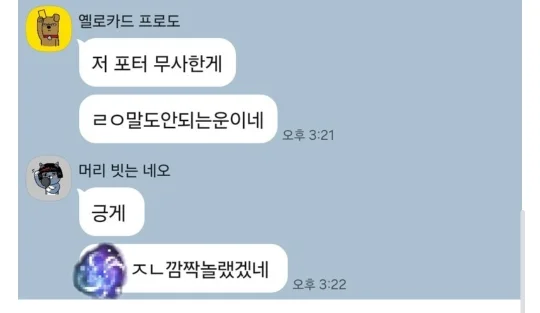 옐로카드 프로도
저 포터 무사한게
ㄹㅇ말도안되는운이네
오후 3:21
머리 빗는 네오
긍게
ㅈㄴ깜짝놀랬겠네
오후 3:22